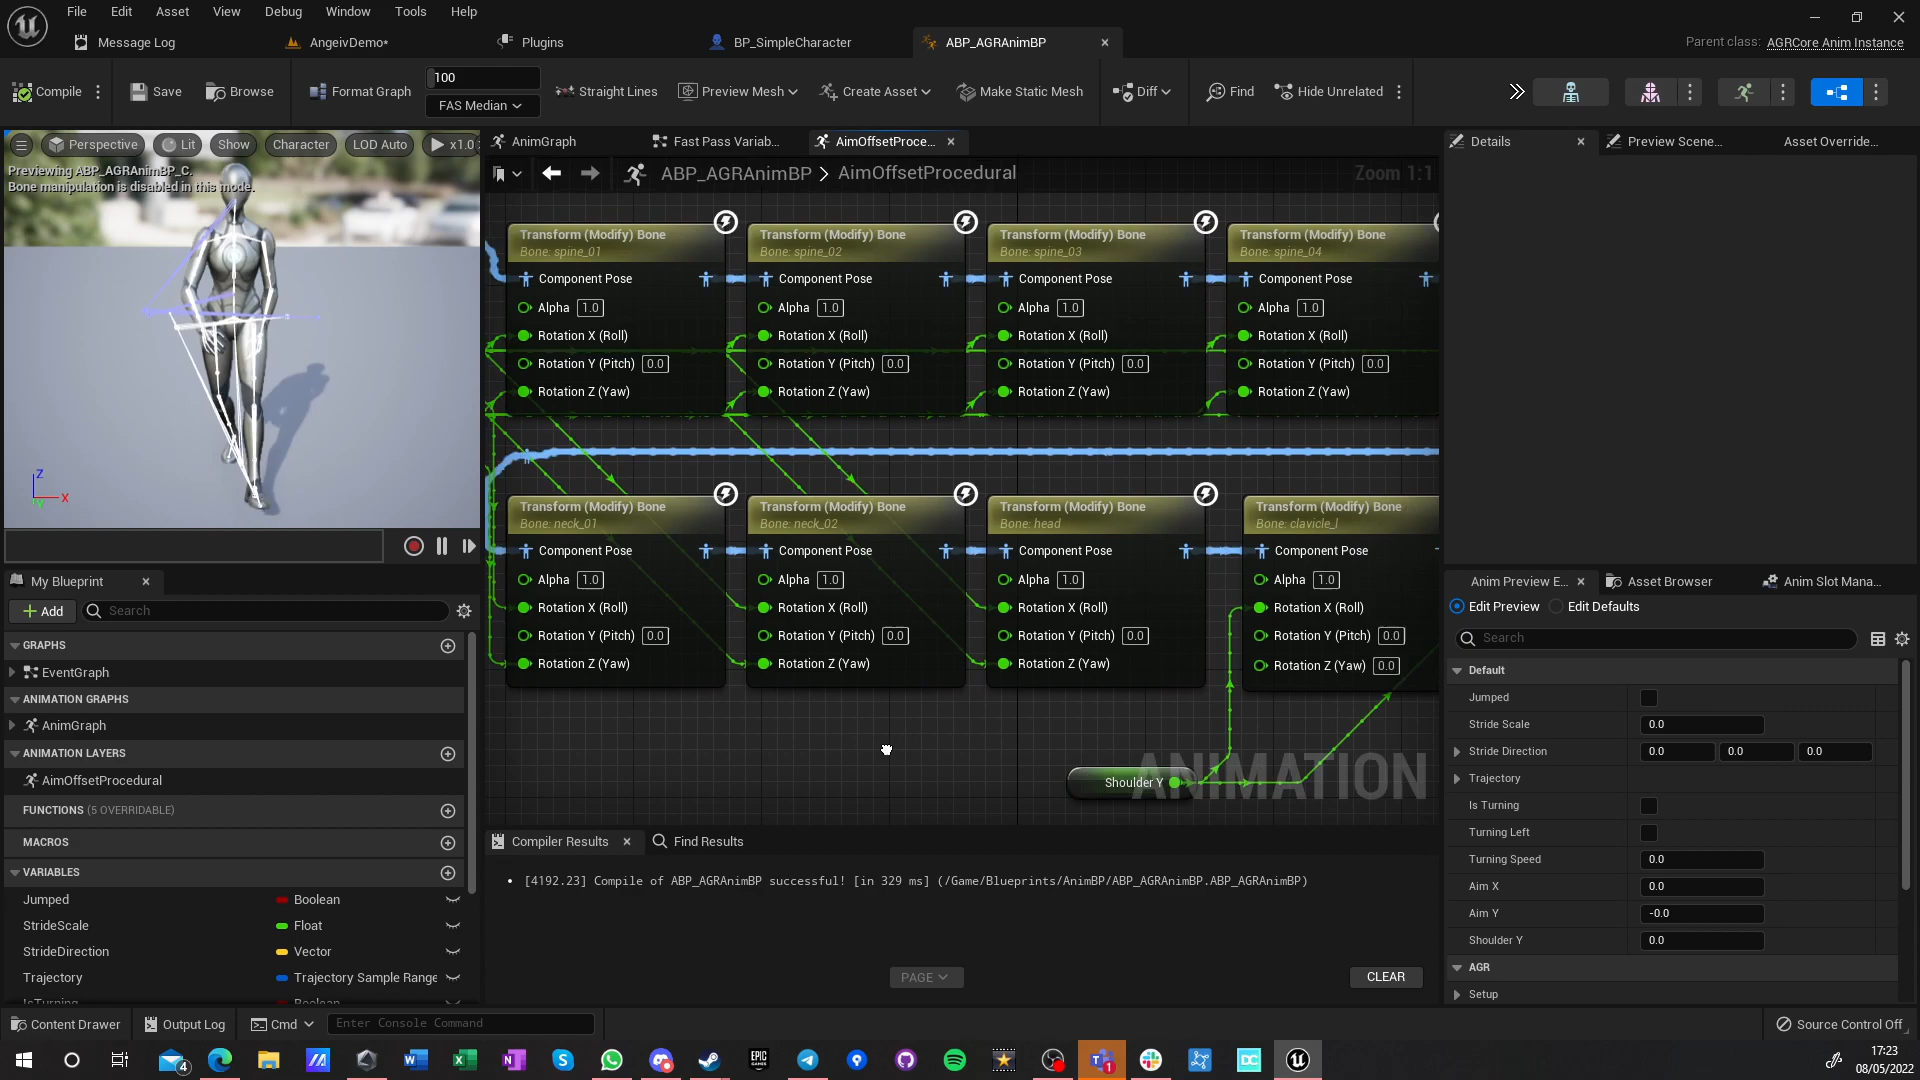 File Edit Asset View Debug Window Tools Help
Message Log AngeivDemo* Plugins BP_SimpleCharacter ABP_AGRAnimBP Parent class: AGRCore Anim Instance
Compile Save Browse Format Graph 100 FAS Median Straight Lines Preview Mesh Create Asset Make Static Mesh Diff Find Hide Unrelated
Perspective Lit Show Character LOD Auto x1.0
Previewing ABP_AGRAnimBP_C.
Bone manipulation is disabled in this mode.
Z X
AnimGraph Fast Pass Variab... AimOffsetProce...
ABP_AGRAnimBP > AimOffsetProcedural Zoom 1:1
Transform (Modify) Bone Transform (Modify) Bone Transform (Modify) Bone Transform (Modify) Bone
Bone: spine_01 Bone: spine_02 Bone: spine_03 Bone: spine_04
Component Pose Component Pose Component Pose Component Pose
Alpha 1.0 Alpha 1.0 Alpha 1.0 Alpha 1.0
Rotation X (Roll) Rotation X (Roll) Rotation X (Roll) Rotation X (Roll)
Rotation Y (Pitch) 0.0 Rotation Y (Pitch) 0.0 Rotation Y (Pitch) 0.0 Rotation Y (Pitch) 0.0
Rotation Z (Yaw) Rotation Z (Yaw) Rotation Z (Yaw) Rotation Z (Yaw)
Transform (Modify) Bone Transform (Modify) Bone Transform (Modify) Bone Transform (Modify) Bone
Bone: neck_01 Bone: neck_02 Bone: head Bone: clavicle_l
Component Pose Component Pose Component Pose Component Pose
Alpha 1.0 Alpha 1.0 Alpha 1.0 Alpha 1.0
Rotation X (Roll) Rotation X (Roll) Rotation X (Roll) Rotation X (Roll)
Rotation Y (Pitch) 0.0 Rotation Y (Pitch) 0.0 Rotation Y (Pitch) 0.0 Rotation Y (Pitch) 0.0
Rotation Z (Yaw) Rotation Z (Yaw) Rotation Z (Yaw) Rotation Z (Yaw) 0.0
Shoulder Y
ANIMATION
Compiler Results Find Results
• [4192.23] Compile of ABP_AGRAnimBP successful! [in 329 ms] (/Game/Blueprints/AnimBP/ABP_AGRAnimBP.ABP_AGRAnimBP)
PAGE CLEAR
My Blueprint
Add Search
GRAPHS
EventGraph
ANIMATION GRAPHS
AnimGraph
ANIMATION LAYERS
AimOffsetProcedural
FUNCTIONS (5 OVERRIDABLE)
MACROS
VARIABLES
Jumped Boolean
StrideScale Float
StrideDirection Vector
Trajectory Trajectory Sample Range
IsTurning Boolean
Details Preview Scene... Asset Override...
Anim Preview E... Asset Browser Anim Slot Mana...
Edit Preview Edit Defaults
Search
Default
Jumped
Stride Scale 0.0
Stride Direction 0.0 0.0 0.0
Trajectory
Is Turning
Turning Left
Turning Speed 0.0
Aim X 0.0
Aim Y -0.0
Shoulder Y 0.0
AGR
Setup
Content Drawer Output Log Cmd Enter Console Command Source Control Off
4 W X N S EPIC GAMES 1 DC
17:23
08/05/2022